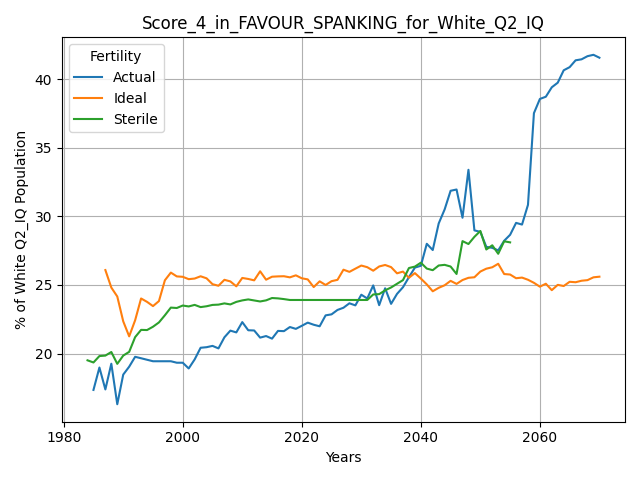 Score_4_in_FAVOUR_SPANKING_for_White_Q2_IQ
Fertility
Actual
Ideal
Sterile
% of White Q2_IQ Population
40
35
30
25
20
1980
2000
2020
2040
2060
Years